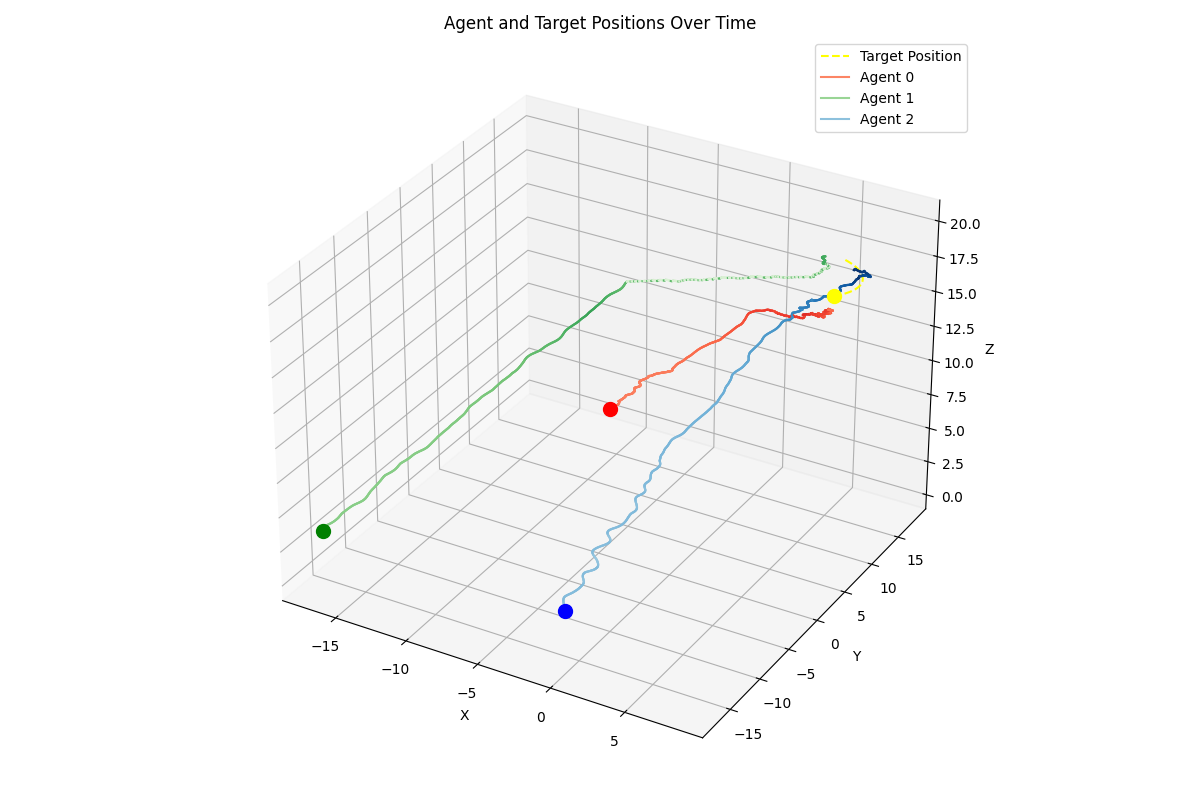 Agent and Target Positions Over Time
Target Position
Agent 0
Agent 1
Agent 2
20.0
17.5
15.0
12.5
10.0
7.5
5.0
2.5
0.0
Z
15
10
5
0
−5
−10
−15
Y
−15
−10
−5
0
5
X